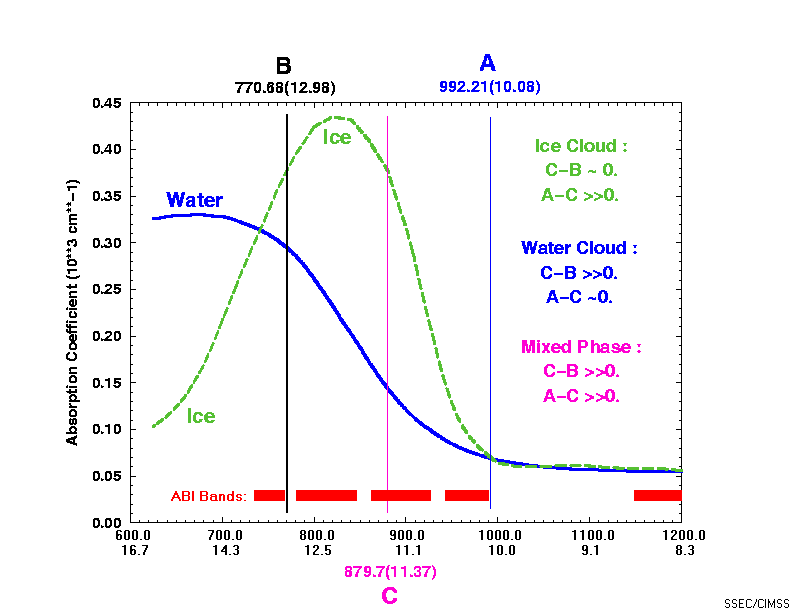 B
A
770.68(12.98)
992.21(10.08)
0.45
0.40
0.35
0.30
0.25
0.20
0.15
0.10
0.05
0.00
Absorption Coefficient (10**3 cm**-1)
Ice
Water
Ice
Ice Cloud :
C-B ~ 0.
A-C >>0.
Water Cloud :
C-B >>0.
A-C ~0.
Mixed Phase :
C-B >>0.
A-C >>0.
ABI Bands:
600.0 700.0 800.0 900.0 1000.0 1100.0 1200.0
16.7 14.3 12.5 11.1 10.0 9.1 8.3
879.7(11.37)
C
SSEC/CIMSS